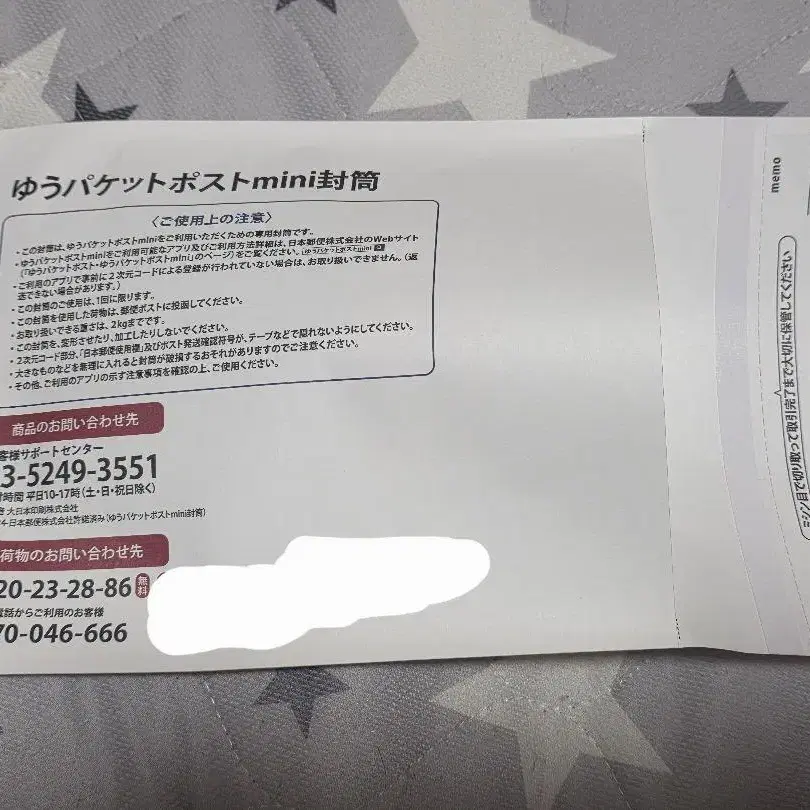 ゆうパケットポストmini封筒
〈ご使用上の注意〉
・この封筒は、ゆうパケットポストminiをご利用いただくための専用封筒です。
・ゆうパケットポストminiをご利用可能なアプリ及びご利用方法詳細は、日本郵便株式会社のWebサイト
(「ゆうパケットポスト・ゆうパケットポストmini」のページ)をご覧ください。(ゆうパケットポストmini)
・ご利用のアプリで事前に2次元コードによる登録が行われていない場合は、お取り扱いできません。(返
送できない場合があります。)
・この封筒のご使用は、1回に限ります。
・この封筒を使用した荷物は、郵便ポストに投函してください。
・お取り扱いできる重さは、2kgまでです。
・この封筒を、変形させたり、加工したりしないでください。
・2次元コード部分、「日本郵便使用欄」及びポスト発送確認符号が、テープなどで隠れないようにしてください。
・大きなものなどを無理に入れると封筒が破損するおそれがありますのでご注意ください。
・その他、ご利用のアプリの示す注意事項を確認の上、ご使用ください。
商品のお問い合わせ先
客様サポートセンター
3-5249-3551
時間 平日10-17時(土・日・祝日除く)
大日本印刷株式会社
日本郵便株式会社許諾済み(ゆうパケットポストmini封筒)
荷物のお問い合わせ先
20-23-28-86 無料
電話からご利用のお客様
70-046-666
memo
ミシン目で切り取って取引完了まで大切に保管してください